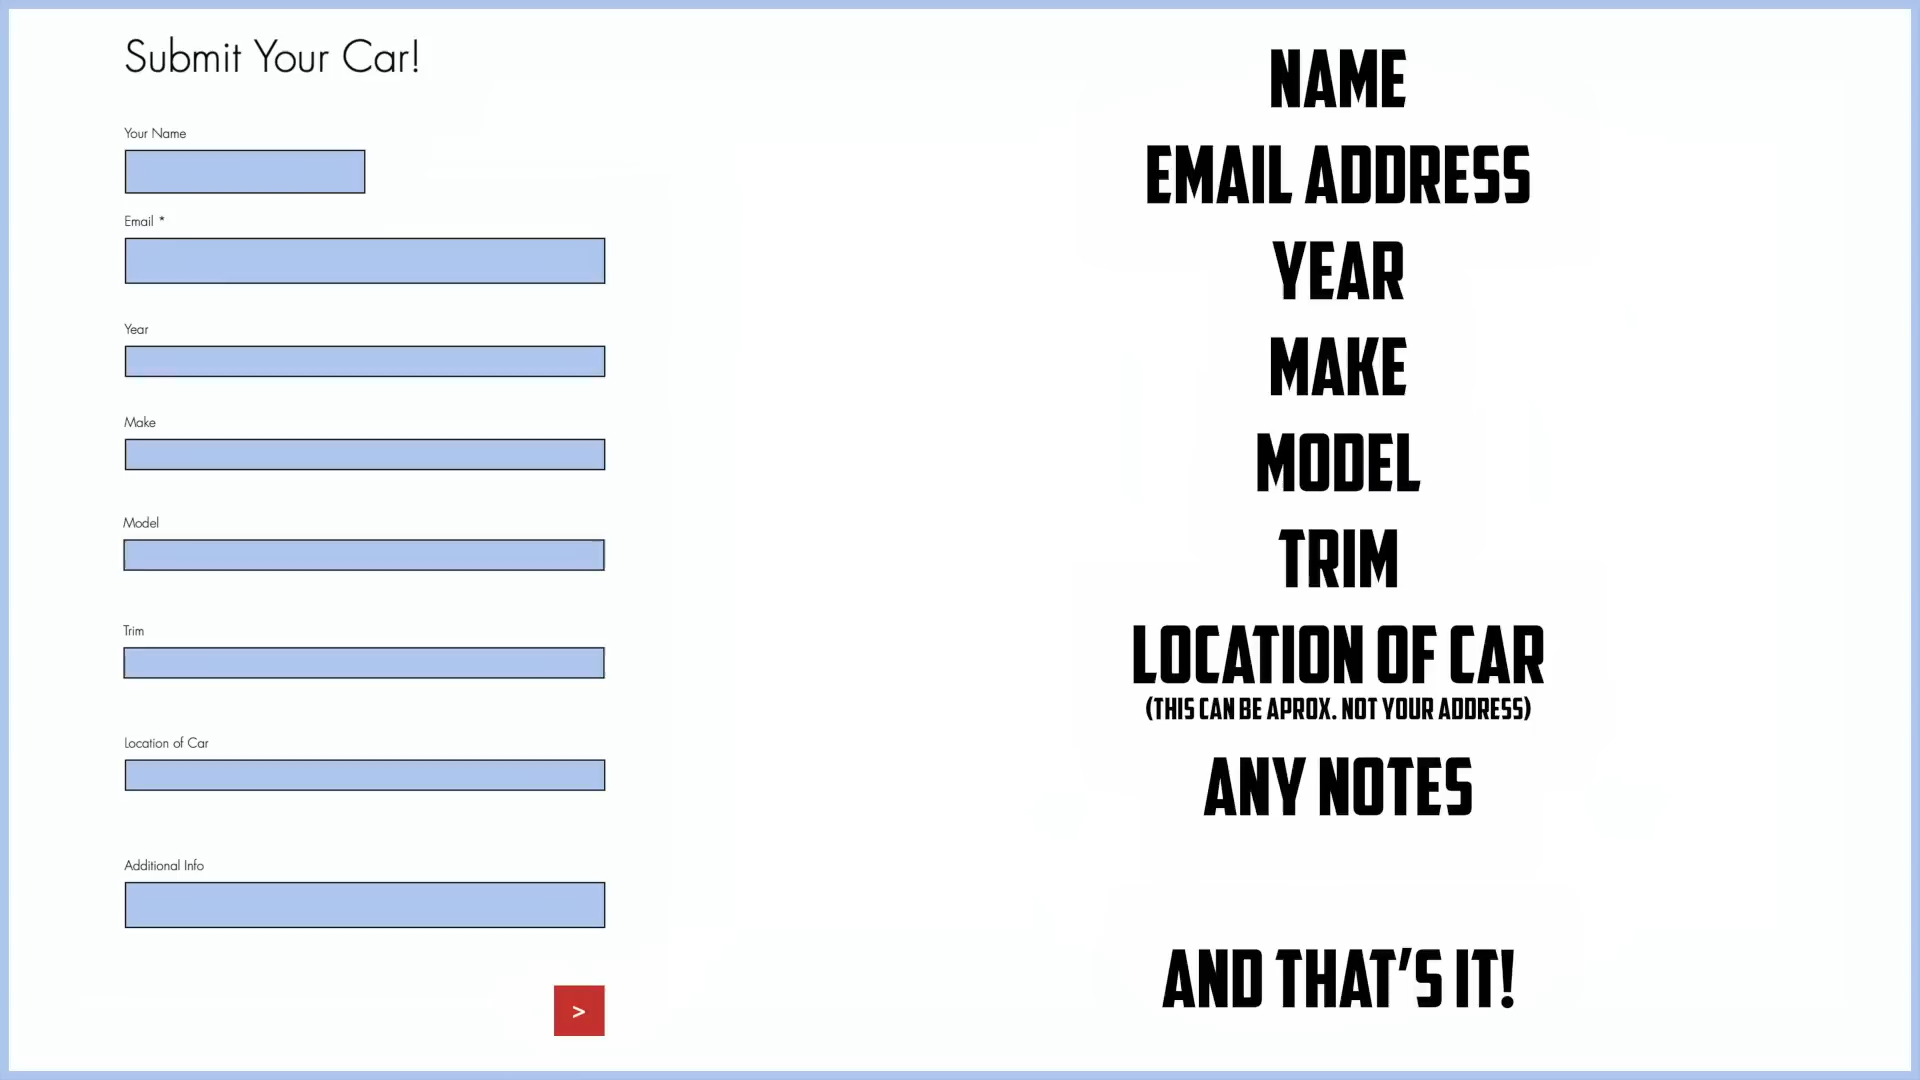 Submit Your Car!
Your Name
Email *
Year
Make
Model
Trim
Location of Car
Additional Info
>
NAME
EMAIL ADDRESS
YEAR
MAKE
MODEL
TRIM
LOCATION OF CAR
(THIS CAN BE APROX. NOT YOUR ADDRESS)
ANY NOTES
AND THAT'S IT!